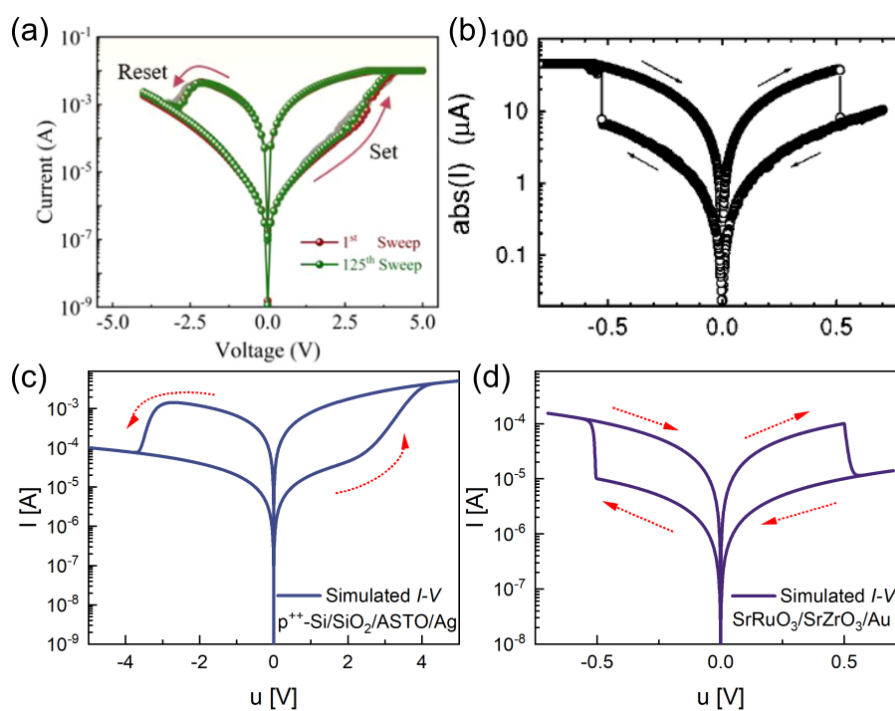 (a)
10⁻¹
10⁻³
10⁻⁵
10⁻⁷
10⁻⁹
Current (A)
Reset
Set
1st Sweep
125th Sweep
-5.0 -2.5 0.0 2.5 5.0
Voltage (V)
(b)
100
10
1
0.1
abs(I) (μA)
-0.5 0.0 0.5
(c)
10⁻³
10⁻⁴
10⁻⁵
10⁻⁶
10⁻⁷
10⁻⁸
10⁻⁹
I [A]
Simulated I-V
p⁺⁺-Si/SiO₂/ASTO/Ag
-4 -2 0 2 4
u [V]
(d)
10⁻⁴
10⁻⁵
10⁻⁶
10⁻⁷
10⁻⁸
I [A]
Simulated I-V
SrRuO₃/SrZrO₃/Au
-0.5 0.0 0.5
u [V]